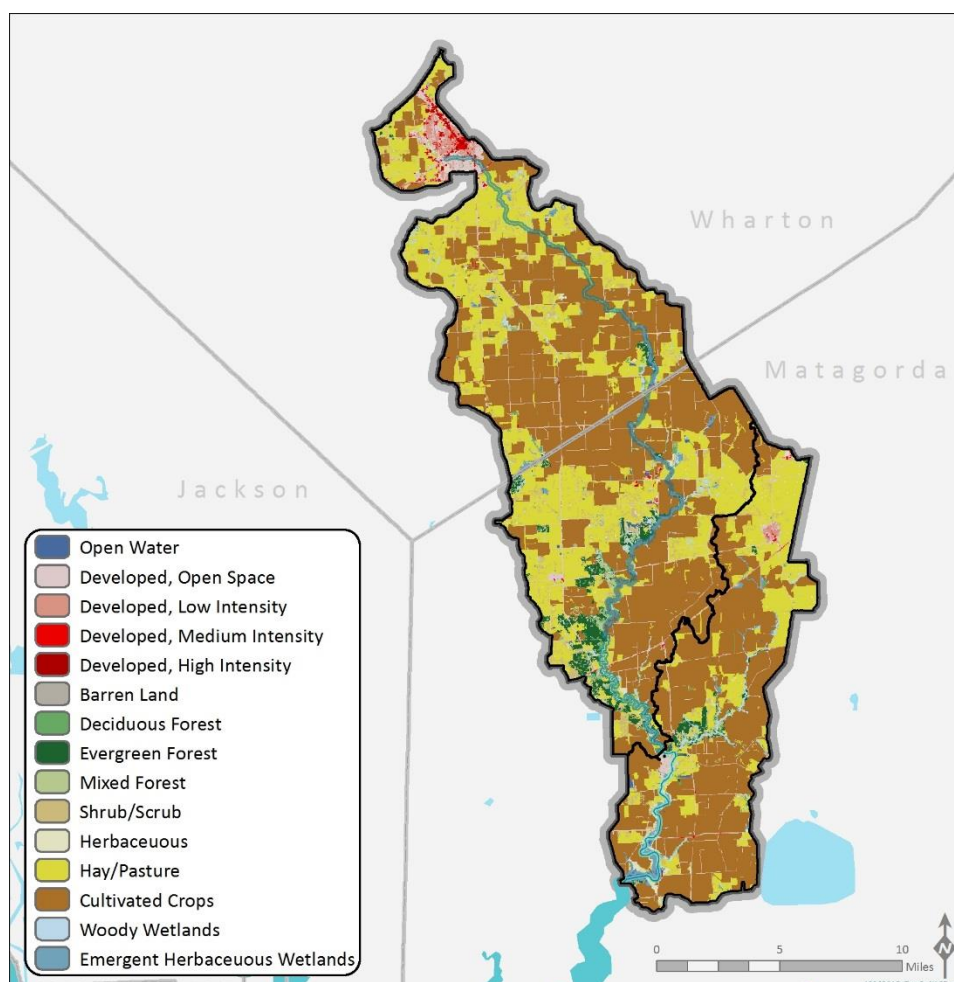 Wharton
Matagorda
Jackson
Open Water
Developed, Open Space
Developed, Low Intensity
Developed, Medium Intensity
Developed, High Intensity
Barren Land
Deciduous Forest
Evergreen Forest
Mixed Forest
Shrub/Scrub
Herbaceuous
Hay/Pasture
Cultivated Crops
Woody Wetlands
Emergent Herbaceuous Wetlands
0 5 10
Miles
N